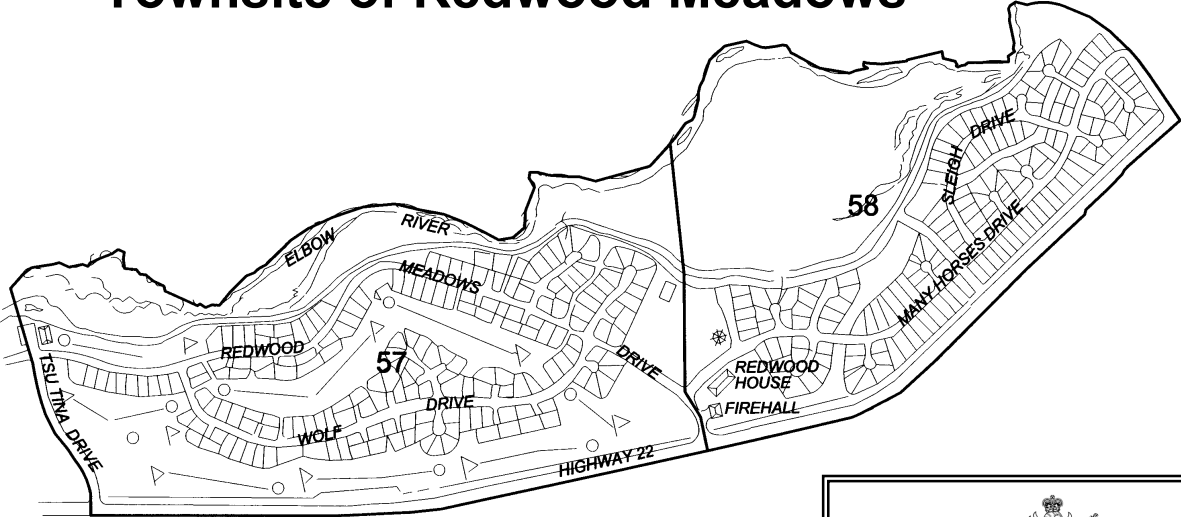 Townsite of Redwood Meadows
58
SLEIGH
DRIVE
MANY HORSES DRIVE
ELBOW
RIVER
MEADOWS
REDWOOD
57
DRIVE
WOLF
DRIVE
TSU TINA DRIVE
REDWOOD
HOUSE
FIREHALL
HIGHWAY 22